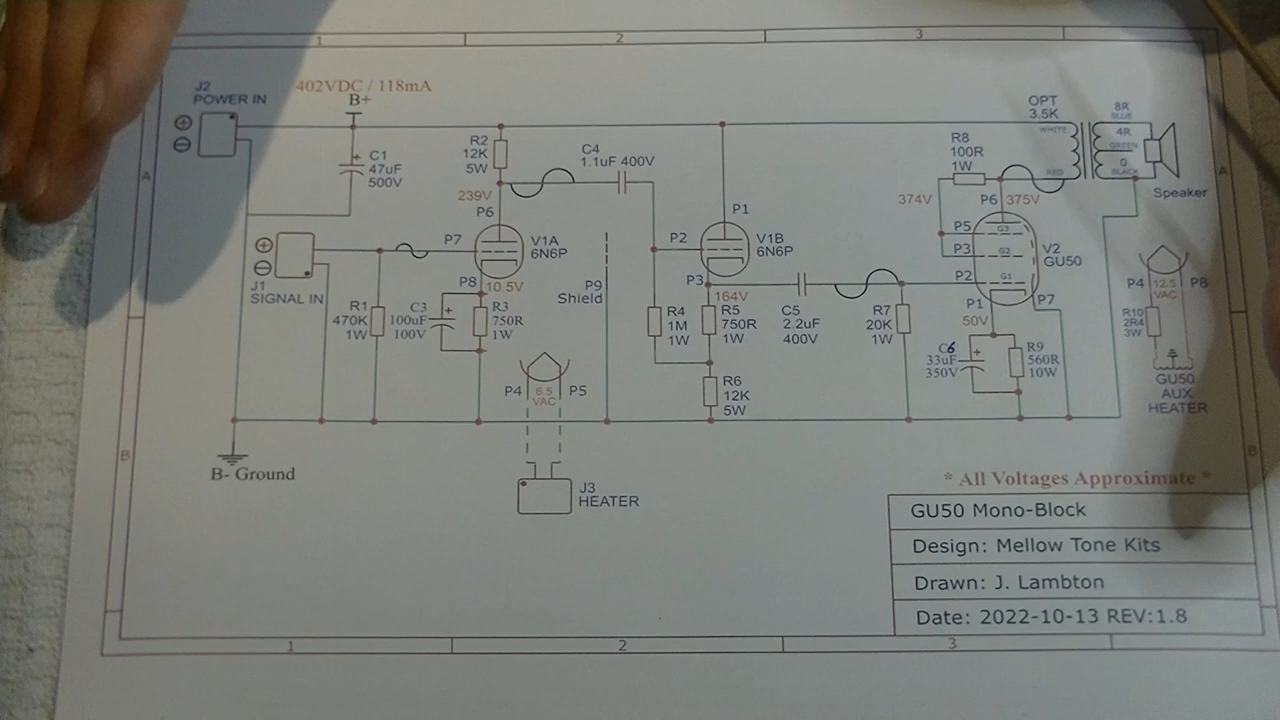 1
2
3
A
A
B
B
J2
POWER IN
402VDC / 118mA
B+
C1
47uF
500V
R2
12K
5W
239V
P6
C4
1.1uF 400V
P7
V1A
6N6P
P8
10.5V
J1
SIGNAL IN
R1
470K
1W
C3
100uF
100V
R3
750R
1W
P4
6.5
VAC
P5
J3
HEATER
P9
Shield
P1
P2
V1B
6N6P
P3
164V
R4
1M
1W
R5
750R
1W
R6
12K
5W
C5
2.2uF
400V
R7
20K
1W
OPT
3.5K
WHITE
RED
8R
BLUE
4R
GREEN
0
BLACK
Speaker
R8
100R
1W
374V
P6
375V
P5
G3
P3
G2
P2
G1
V2
GU50
P1
P7
50V
C6
33uF
350V
R9
560R
10W
P4
12.5
VAC
P8
R10
2R4
3W
GU50
AUX
HEATER
B- Ground
* All Voltages Approximate *
GU50 Mono-Block
Design: Mellow Tone Kits
Drawn: J. Lambton
Date: 2022-10-13 REV:1.8
1
2
3